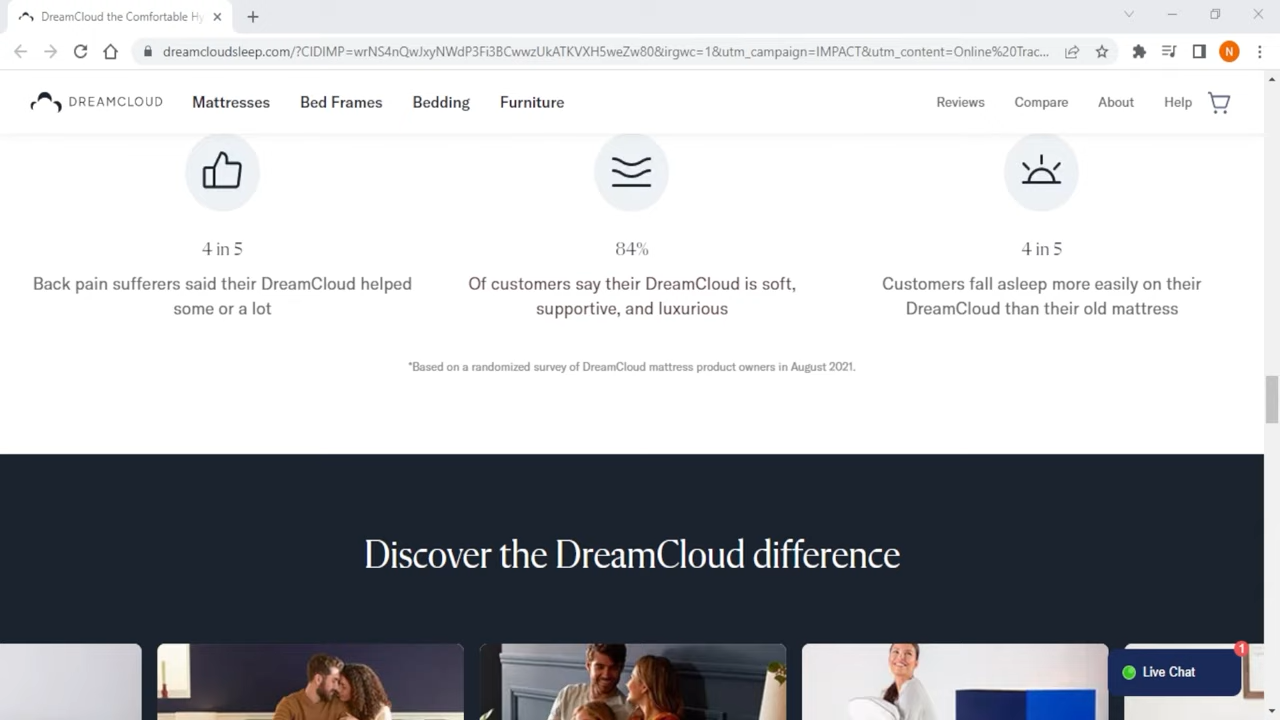 DreamCloud the Comfortable Hy
dreamcloudsleep.com/?CIDIMP=wrNS4nQwJxyNWdP3Fi3BCwwzUkATKVXH5weZw80&irgwc=1&utm_campaign=IMPACT&utm_content=Online%20Trac...
N
DREAMCLOUD Mattresses Bed Frames Bedding Furniture Reviews Compare About Help
4 in 5
Back pain sufferers said their DreamCloud helped
some or a lot
84%
Of customers say their DreamCloud is soft,
supportive, and luxurious
4 in 5
Customers fall asleep more easily on their
DreamCloud than their old mattress
*Based on a randomized survey of DreamCloud mattress product owners in August 2021.
Discover the DreamCloud difference
1
Live Chat